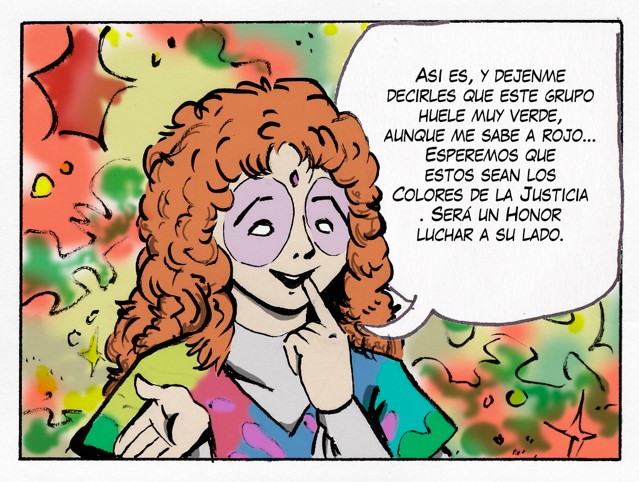 ASI ES, Y DEJENME
DECIRLES QUE ESTE GRUPO
HUELE MUY VERDE,
AUNQUE ME SABE A ROJO...
ESPEREMOS QUE
ESTOS SEAN LOS
COLORES DE LA JUSTICIA
. SERÁ UN HONOR
LUCHAR A SU LADO.